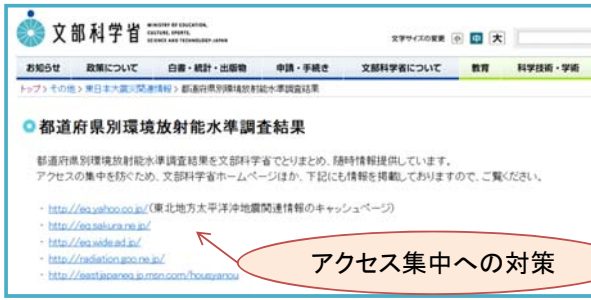 文部科学省 MINISTRY OF EDUCATION,
CULTURE, SPORTS,
SCIENCE AND TECHNOLOGY-JAPAN
文字サイズの変更 小 中 大
お知らせ 政策について 白書・統計・出版物 申請・手続き 文部科学省について 教育 科学技術・学術
トップ > その他 > 東日本大震災関連情報 > 都道府県別環境放射能水準調査結果
都道府県別環境放射能水準調査結果
都道府県別環境放射能水準調査結果を文部科学省でとりまとめ、随時情報提供しています。
アクセスの集中を防ぐため、文部科学省ホームページほか、下記にも情報を掲載しておりますので、ご覧ください。
・ http://eq.yahoo.co.jp/(東北地方太平洋沖地震関連情報のキャッシュページ)
・ http://eq.sakura.ne.jp/
・ http://eq.wide.ad.jp/
・ http://radiation.goo.ne.jp/
・ http://eastjapaneq.jp.msn.com/housyanou
アクセス集中への対策